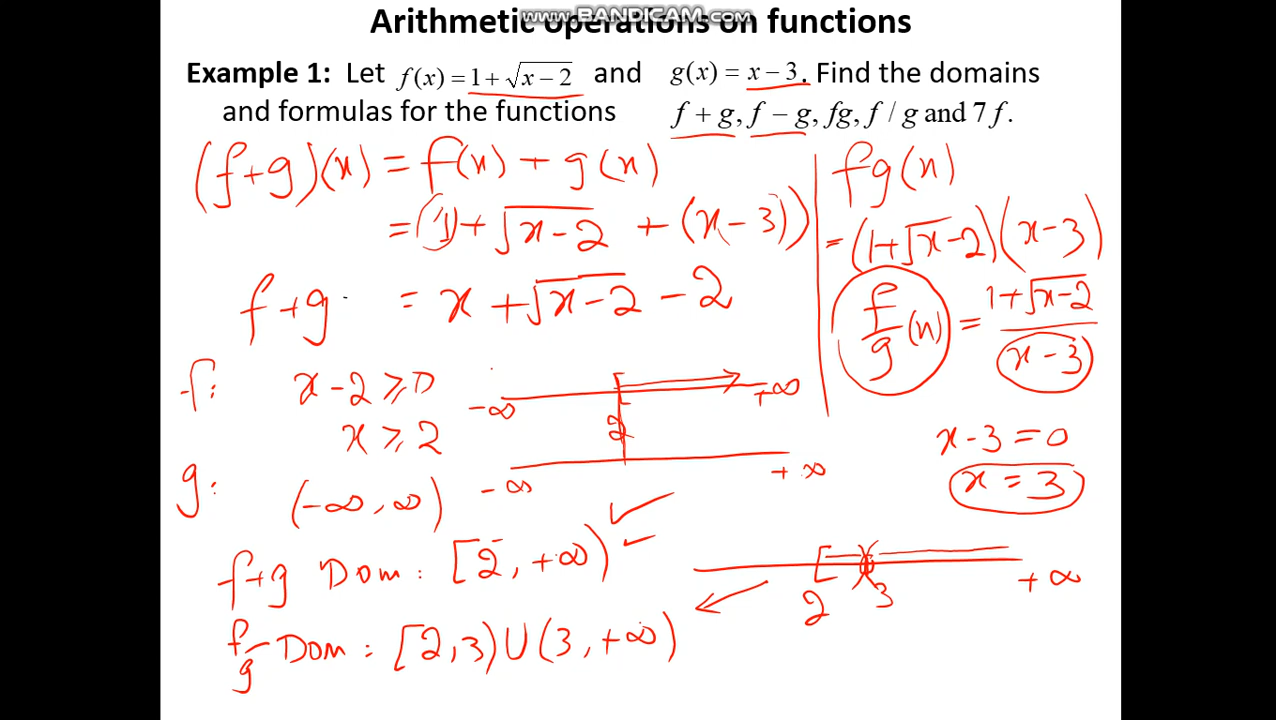 Arithmetic operations on functions
www.BANDICAM.com
Example 1: Let f(x) = 1 + √(x − 2) and g(x) = x − 3. Find the domains
and formulas for the functions f + g, f − g, fg, f / g and 7f.
(f+g)(x) = f(x) + g(x)
= (1) + √(x−2) + (x−3))
f+g = x + √(x−2) − 2
f: x−2 ≥ 0
x ≥ 2
g: (−∞, ∞)
−∞ [ 2 +∞
−∞ +∞
f+g Dom: [2, +∞)
f/g Dom: [2,3) U (3, +∞)
fg(x)
= (1+√x−2)(x−3)
f/g (x) = 1+√(x−2) / x−3
x−3 = 0
x = 3
[ )( +∞
2 3